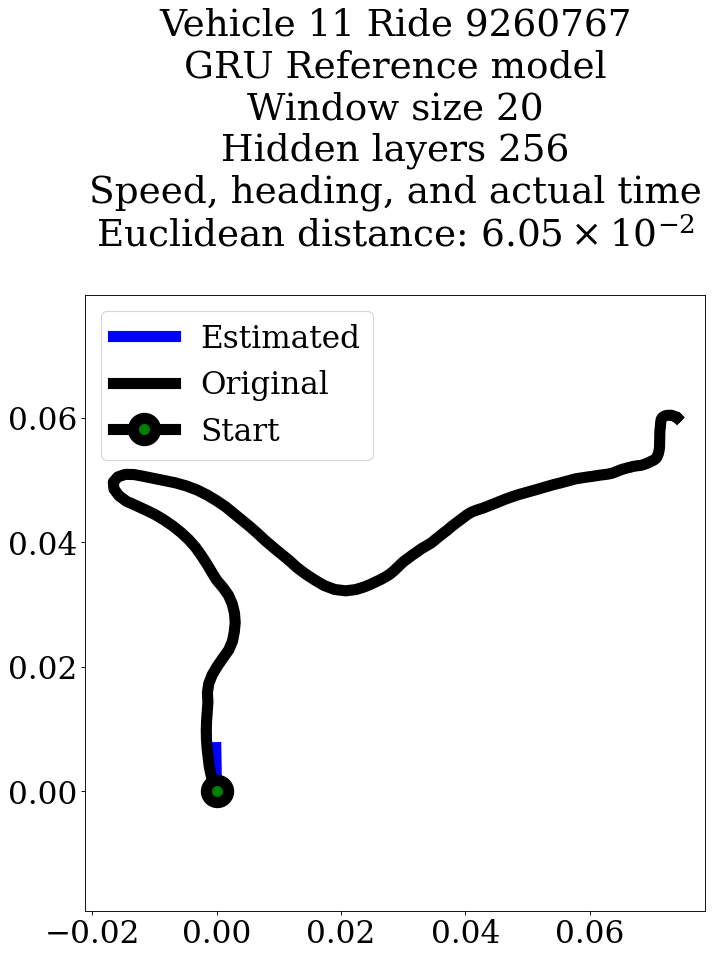 Vehicle 11 Ride 9260767
GRU Reference model
Window size 20
Hidden layers 256
Speed, heading, and actual time
Euclidean distance: 6.05 × 10⁻²
Estimated
Original
Start
0.06
0.04
0.02
0.00
−0.02 0.00 0.02 0.04 0.06